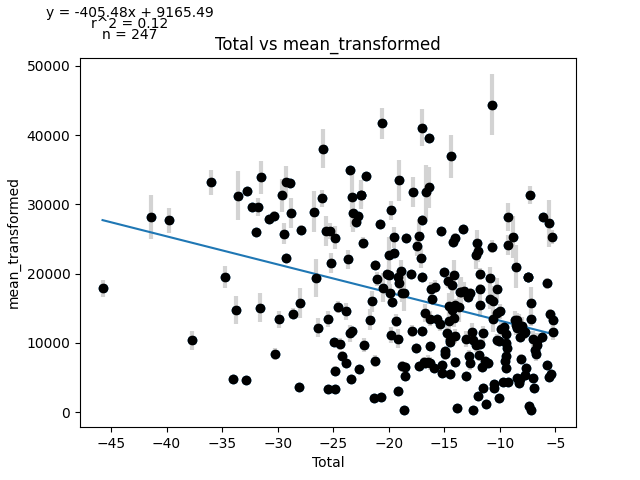 y = -405.48x + 9165.49
r^2 = 0.12
n = 247
Total vs mean_transformed
50000
40000
30000
20000
10000
0
mean_transformed
−45
−40
−35
−30
−25
−20
−15
−10
−5
Total